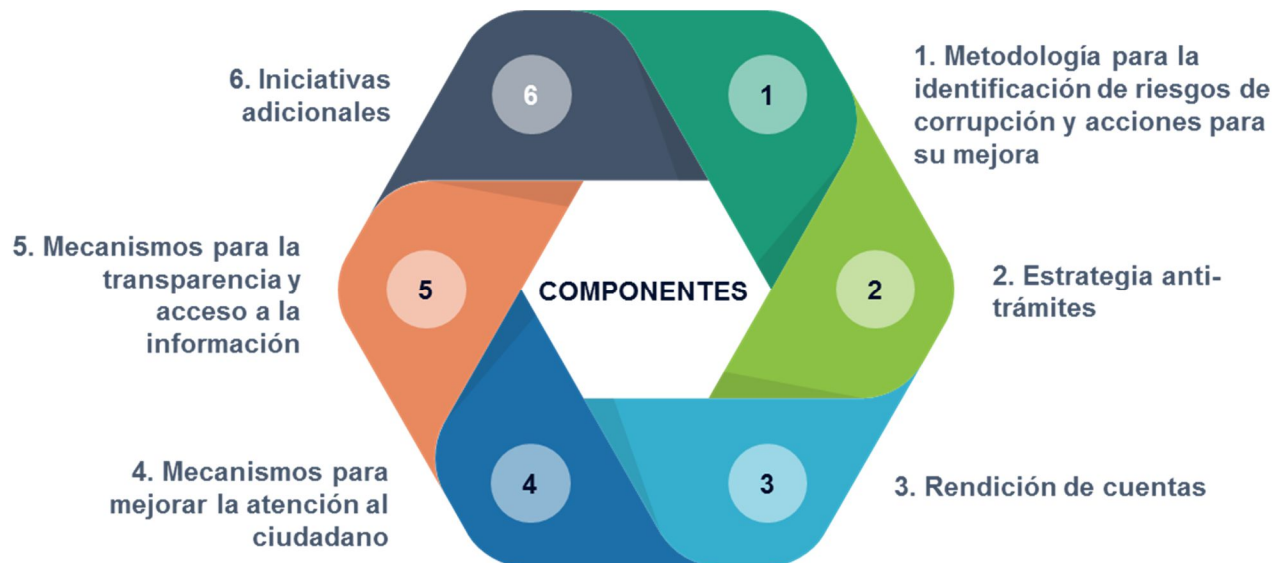 1. Metodología para la
identificación de riesgos de
corrupción y acciones para
su mejora
2. Estrategia anti-
trámites
3. Rendición de cuentas
4. Mecanismos para
mejorar la atención al
ciudadano
5. Mecanismos para la
transparencia y
acceso a la
información
6. Iniciativas
adicionales
COMPONENTES
1
2
3
4
5
6